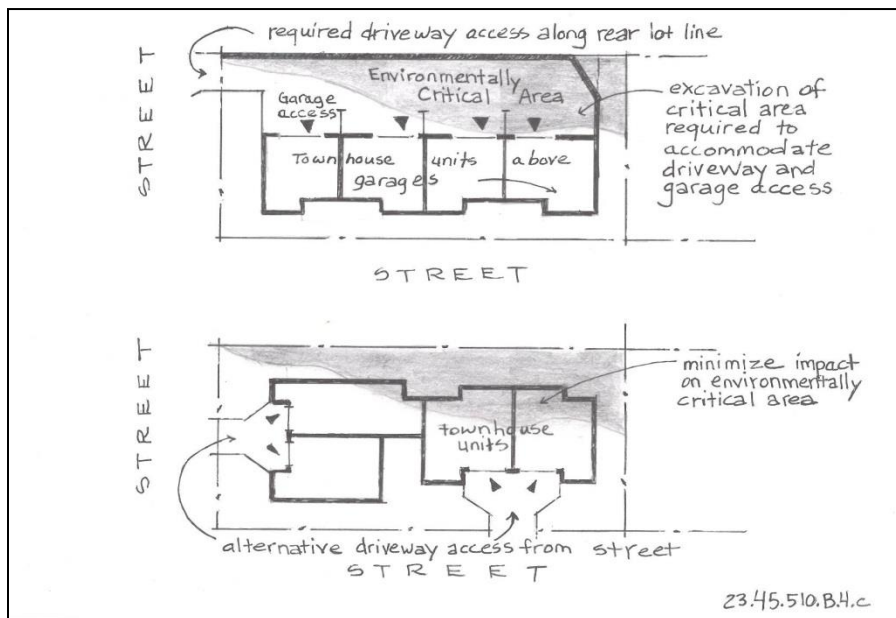 required driveway access along rear lot line
STREET
Environmentally
Critical Area
Garage
access
excavation of
critical area
required to
accommodate
driveway and
garage access
Townhouse units above
garages
STREET
STREET
minimize impact
on environmentally
critical area
townhouse
units
alternative driveway access from street
STREET
23.45.510.B.4.c